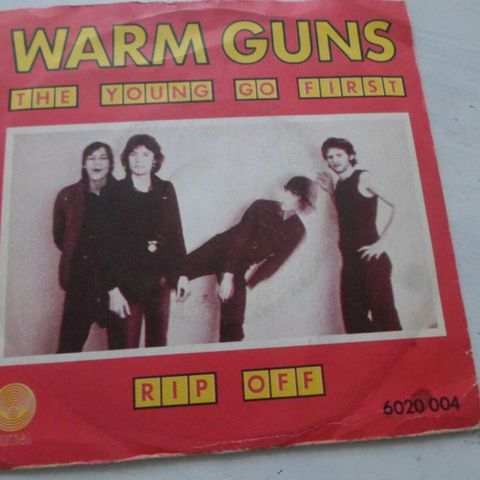 WARM GUNS
THE YOUNG GO FIRST
RIP OFF
6020 004